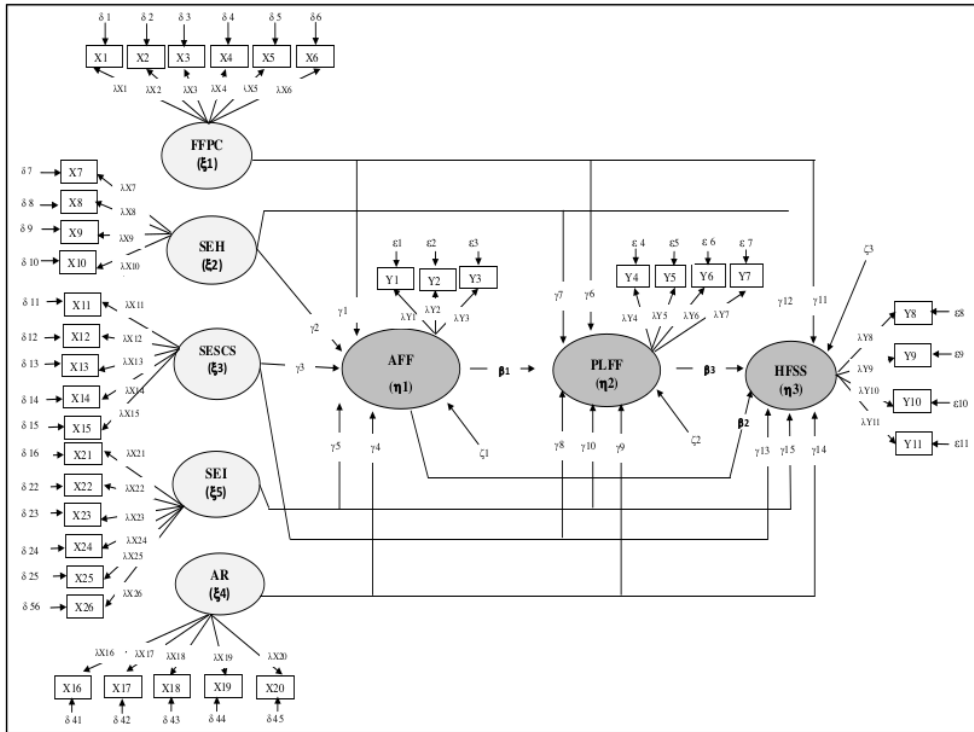 δ 1 δ 2 δ 3 δ 4 δ 5 δ 6
X1 X2 X3 X4 X5 X6
λX1 λX2 λX3 λX4 λX5 λX6
FFPC
(ξ1)
δ 7 X7 λX7
δ 8 X8 λX8
δ 9 X9 λX9
δ 10 X10 λX10
SEH
(ξ2)
δ 11 X11 λX11
δ 12 X12 λX12
δ 13 X13 λX13
δ 14 X14 λX14
δ 15 X15 λX15
SESCS
(ξ3)
δ 16 X21 λX21
δ 22 X22 λX22
δ 23 X23 λX23
δ 24 X24 λX24
δ 25 X25 λX25
δ 56 X26 λX26
SEI
(ξ5)
AR
(ξ4)
λX16 λX17 λX18 λX19 λX20
X16 X17 X18 X19 X20
δ 41 δ 42 δ 43 δ 44 δ 45
ε1 ε2 ε3
Y1 Y2 Y3
λY1 λY2 λY3
γ1
γ2
γ3
AFF
(η1)
γ5 γ4 ζ1
β1
ε 4 ε5 ε 6 ε 7
Y4 Y5 Y6 Y7
λY4 λY5 λY6 λY7
γ7 γ6
PLFF
(η2)
γ8 γ10 γ9 ζ2
β3
β2
γ12 γ11
ζ3
HFSS
(η3)
γ13 γ15 γ14
λY8 Y8 ε8
λY9 Y9 ε9
λY10 Y10 ε10
λY11 Y11 ε11